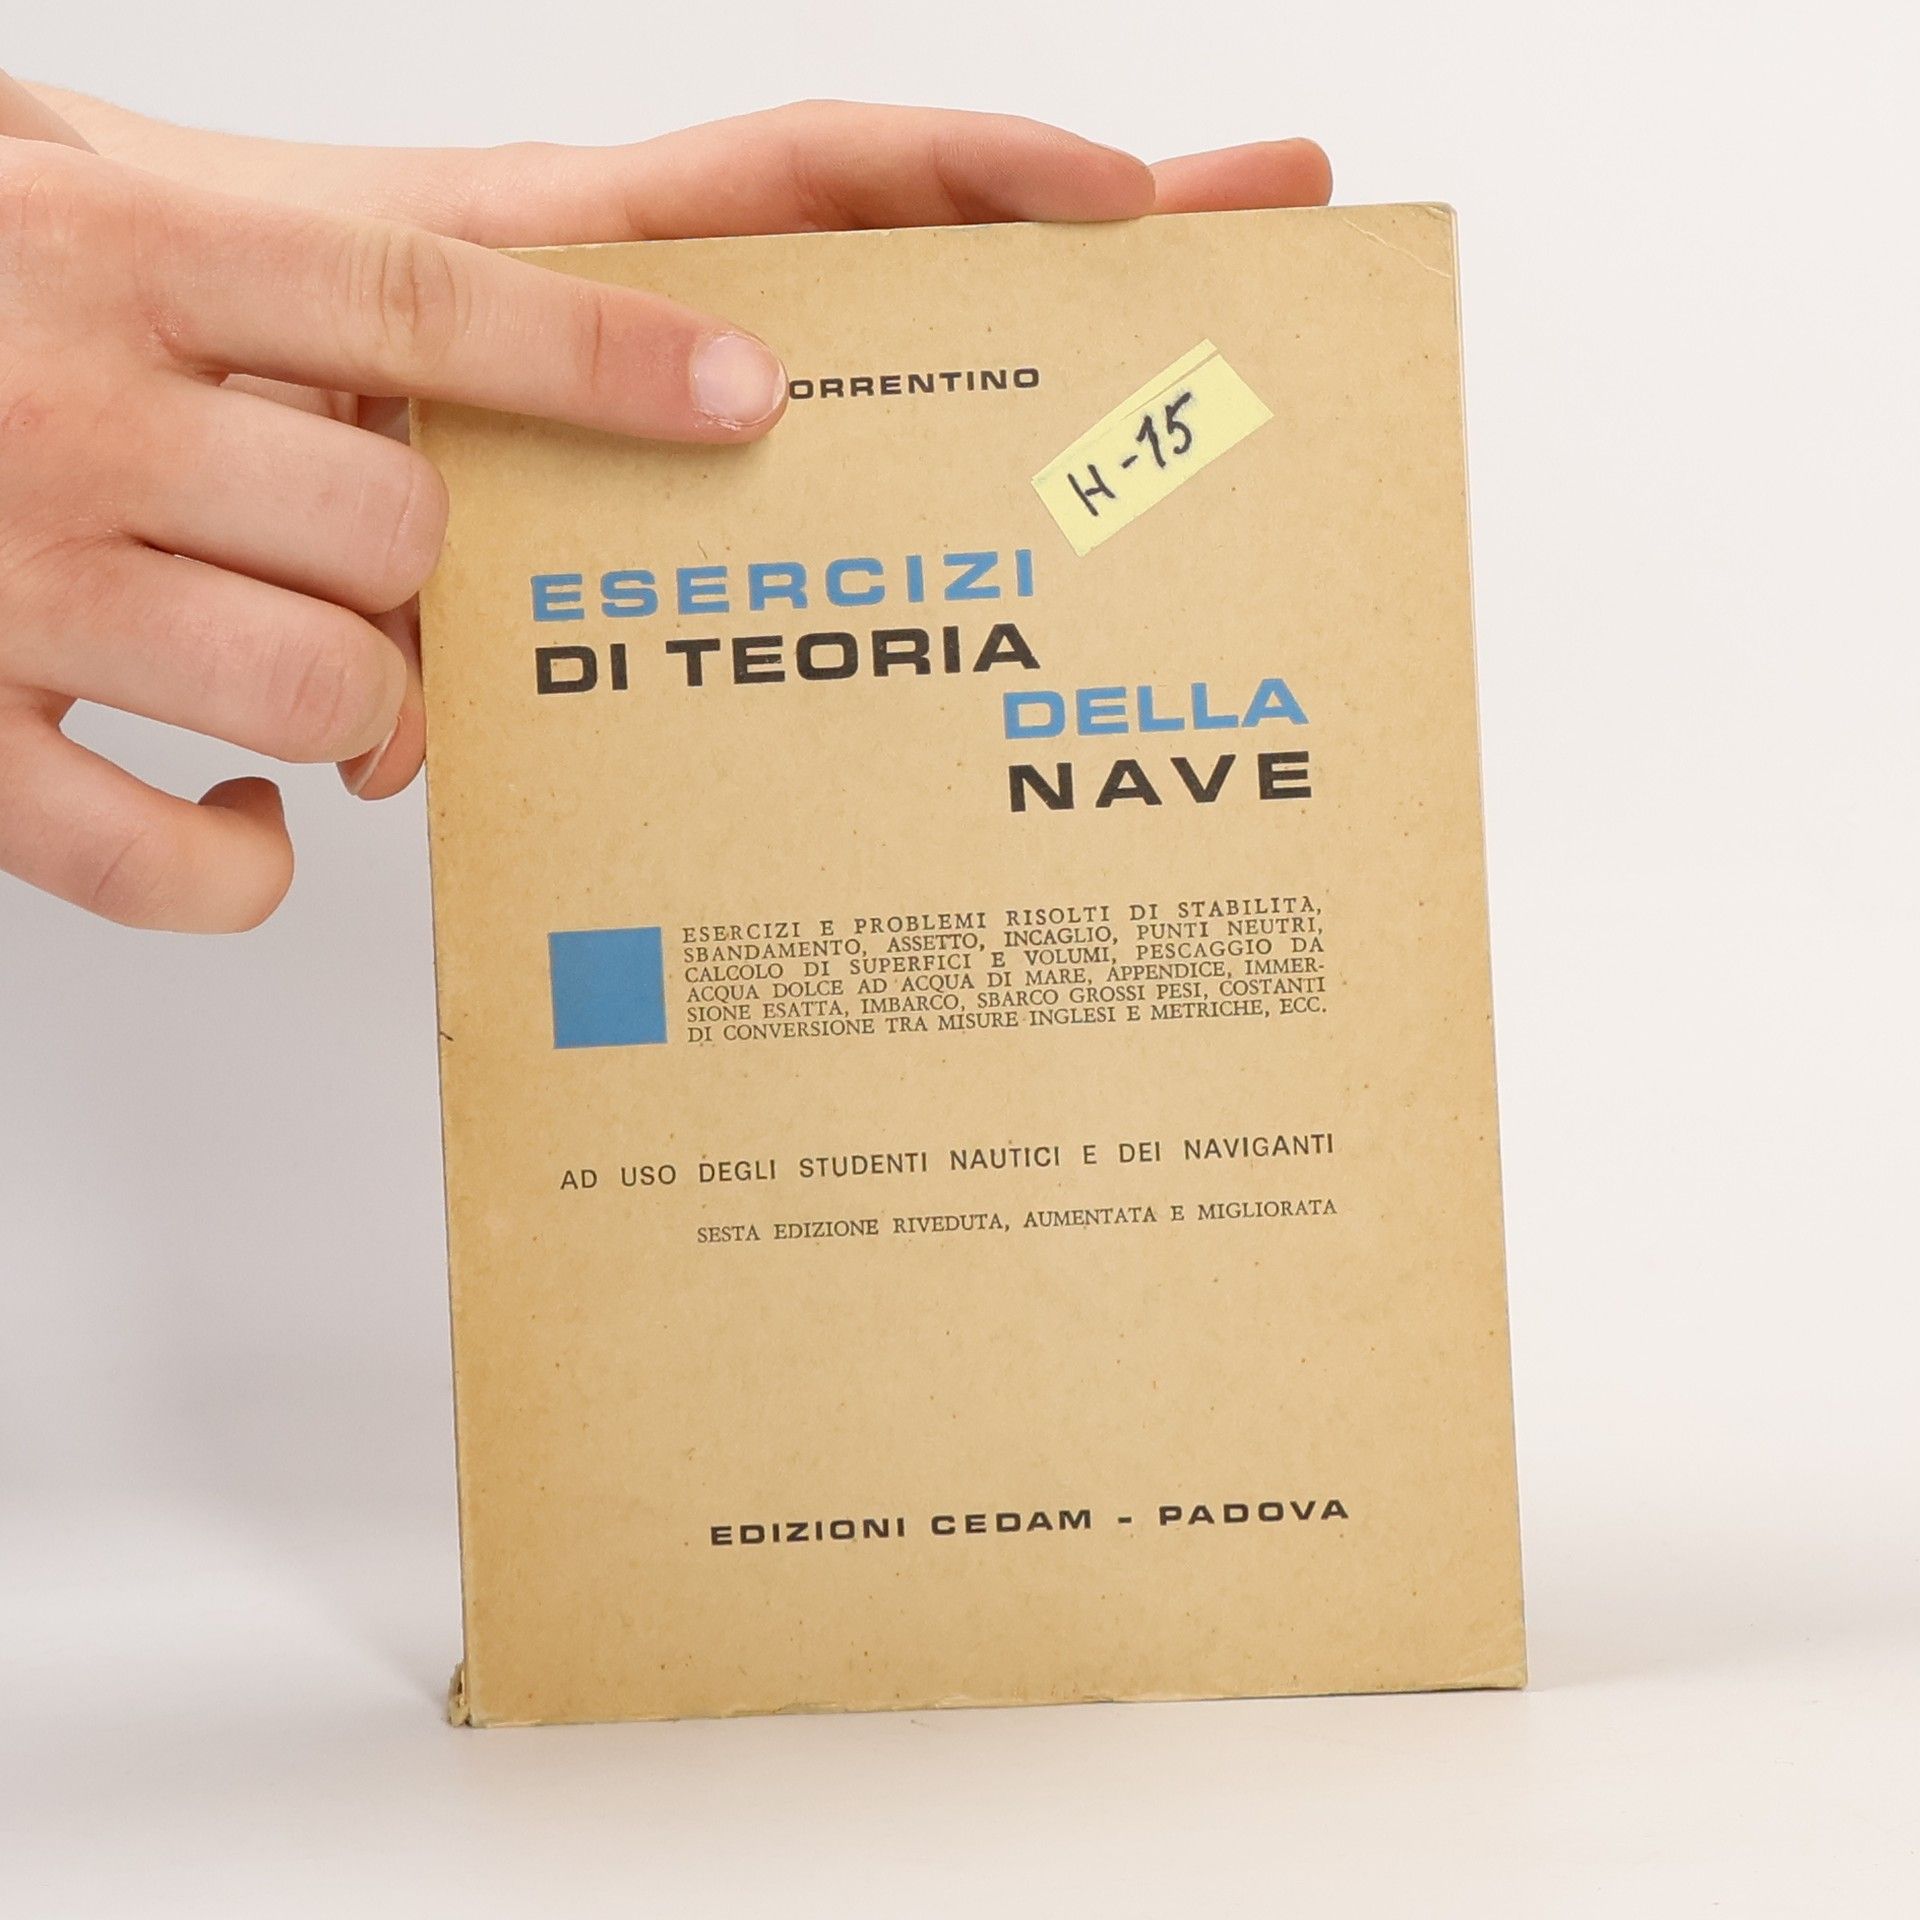 ORRENTINO
H-15
ESERCIZI
DI TEORIA
DELLA
NAVE
ESERCIZI E PROBLEMI RISOLTI DI STABILITÀ,
SBANDAMENTO, ASSETTO, INCAGLIO, PUNTI NEUTRI,
CALCOLO DI SUPERFICI E VOLUMI, PESCAGGIO DA
ACQUA DOLCE AD ACQUA DI MARE, APPENDICE, IMMER-
SIONE ESATTA, IMBARCO, SBARCO GROSSI PESI, COSTANTI
DI CONVERSIONE TRA MISURE INGLESI E METRICHE, ECC.
AD USO DEGLI STUDENTI NAUTICI E DEI NAVIGANTI
SESTA EDIZIONE RIVEDUTA, AUMENTATA E MIGLIORATA
EDIZIONI CEDAM - PADOVA